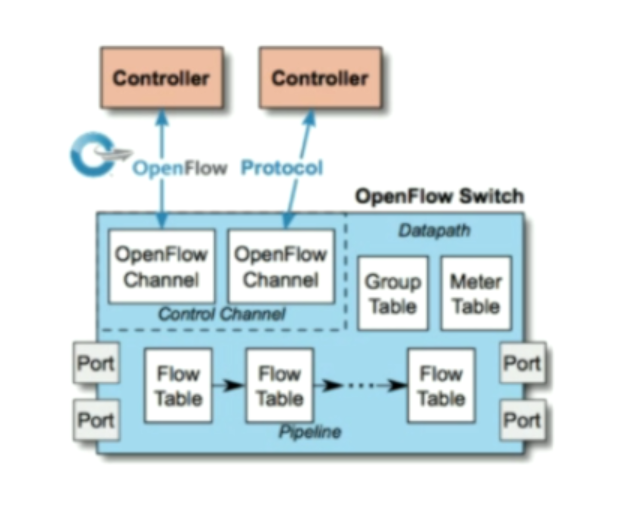 Controller
Controller
OpenFlow Protocol
OpenFlow Switch
Datapath
OpenFlow
Channel
OpenFlow
Channel
Control Channel
Group
Table
Meter
Table
Port
Port
Flow
Table
Flow
Table
...
Flow
Table
Pipeline
Port
Port